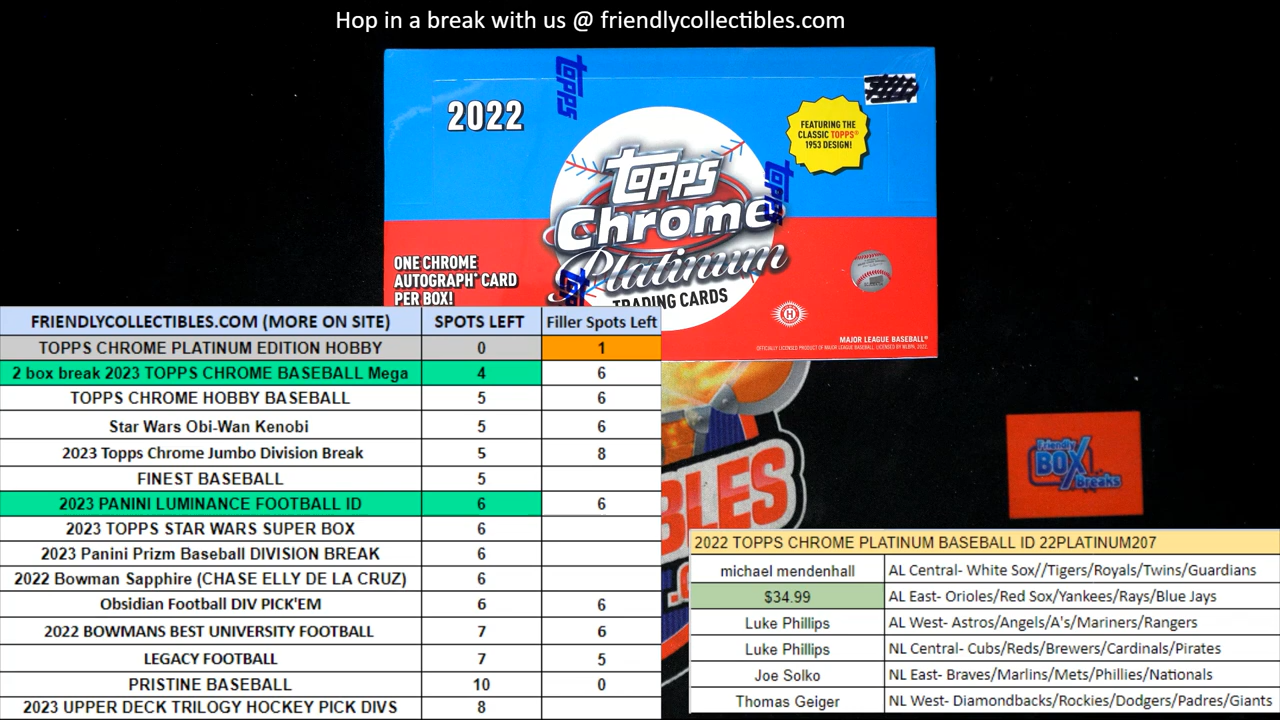 Hop in a break with us @ friendlycollectibles.com
2022
topps
FEATURING THE
CLASSIC TOPPS®
1953 DESIGN!
topps
Chrome
Platinum
TRADING CARDS
topps
ONE CHROME
AUTOGRAPH* CARD
PER BOX!
MAJOR LEAGUE BASEBALL®
FRIENDLYCOLLECTIBLES.COM (MORE ON SITE) SPOTS LEFT Filler Spots Left
TOPPS CHROME PLATINUM EDITION HOBBY 0 1
2 box break 2023 TOPPS CHROME BASEBALL Mega 4 6
TOPPS CHROME HOBBY BASEBALL 5 6
Star Wars Obi-Wan Kenobi 5 6
2023 Topps Chrome Jumbo Division Break 5 8
FINEST BASEBALL 5
2023 PANINI LUMINANCE FOOTBALL ID 6 6
2023 TOPPS STAR WARS SUPER BOX 6
2023 Panini Prizm Baseball DIVISION BREAK 6
2022 Bowman Sapphire (CHASE ELLY DE LA CRUZ) 6
Obsidian Football DIV PICK'EM 6 6
2022 BOWMANS BEST UNIVERSITY FOOTBALL 7 6
LEGACY FOOTBALL 7 5
PRISTINE BASEBALL 10 0
2023 UPPER DECK TRILOGY HOCKEY PICK DIVS 8
BLES
Friendly
BOX
Breaks
2022 TOPPS CHROME PLATINUM BASEBALL ID 22PLATINUM207
michael mendenhall AL Central- White Sox//Tigers/Royals/Twins/Guardians
$34.99 AL East- Orioles/Red Sox/Yankees/Rays/Blue Jays
Luke Phillips AL West- Astros/Angels/A's/Mariners/Rangers
Luke Phillips NL Central- Cubs/Reds/Brewers/Cardinals/Pirates
Joe Solko NL East- Braves/Marlins/Mets/Phillies/Nationals
Thomas Geiger NL West- Diamondbacks/Rockies/Dodgers/Padres/Giants